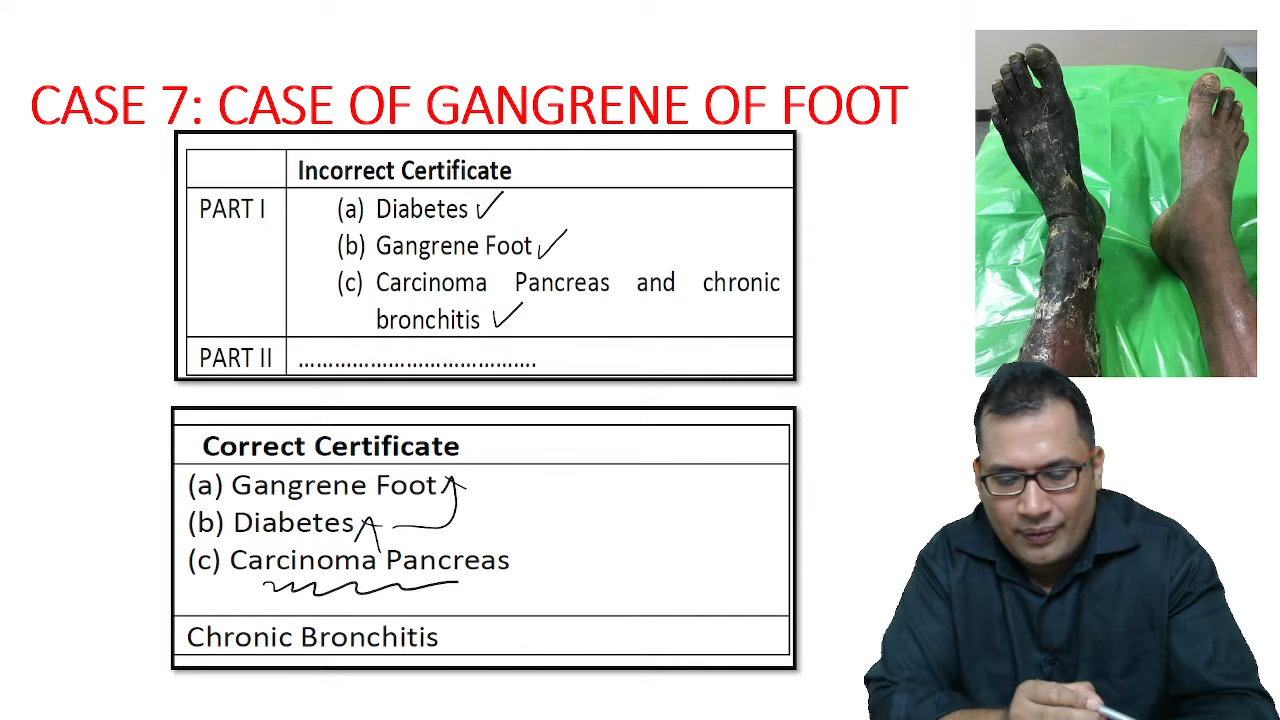 CASE 7: CASE OF GANGRENE OF FOOT
Incorrect Certificate
PART I
(a) Diabetes
(b) Gangrene Foot
(c) Carcinoma Pancreas and chronic
bronchitis
PART II
..........................................
Correct Certificate
(a) Gangrene Foot
(b) Diabetes
(c) Carcinoma Pancreas
Chronic Bronchitis